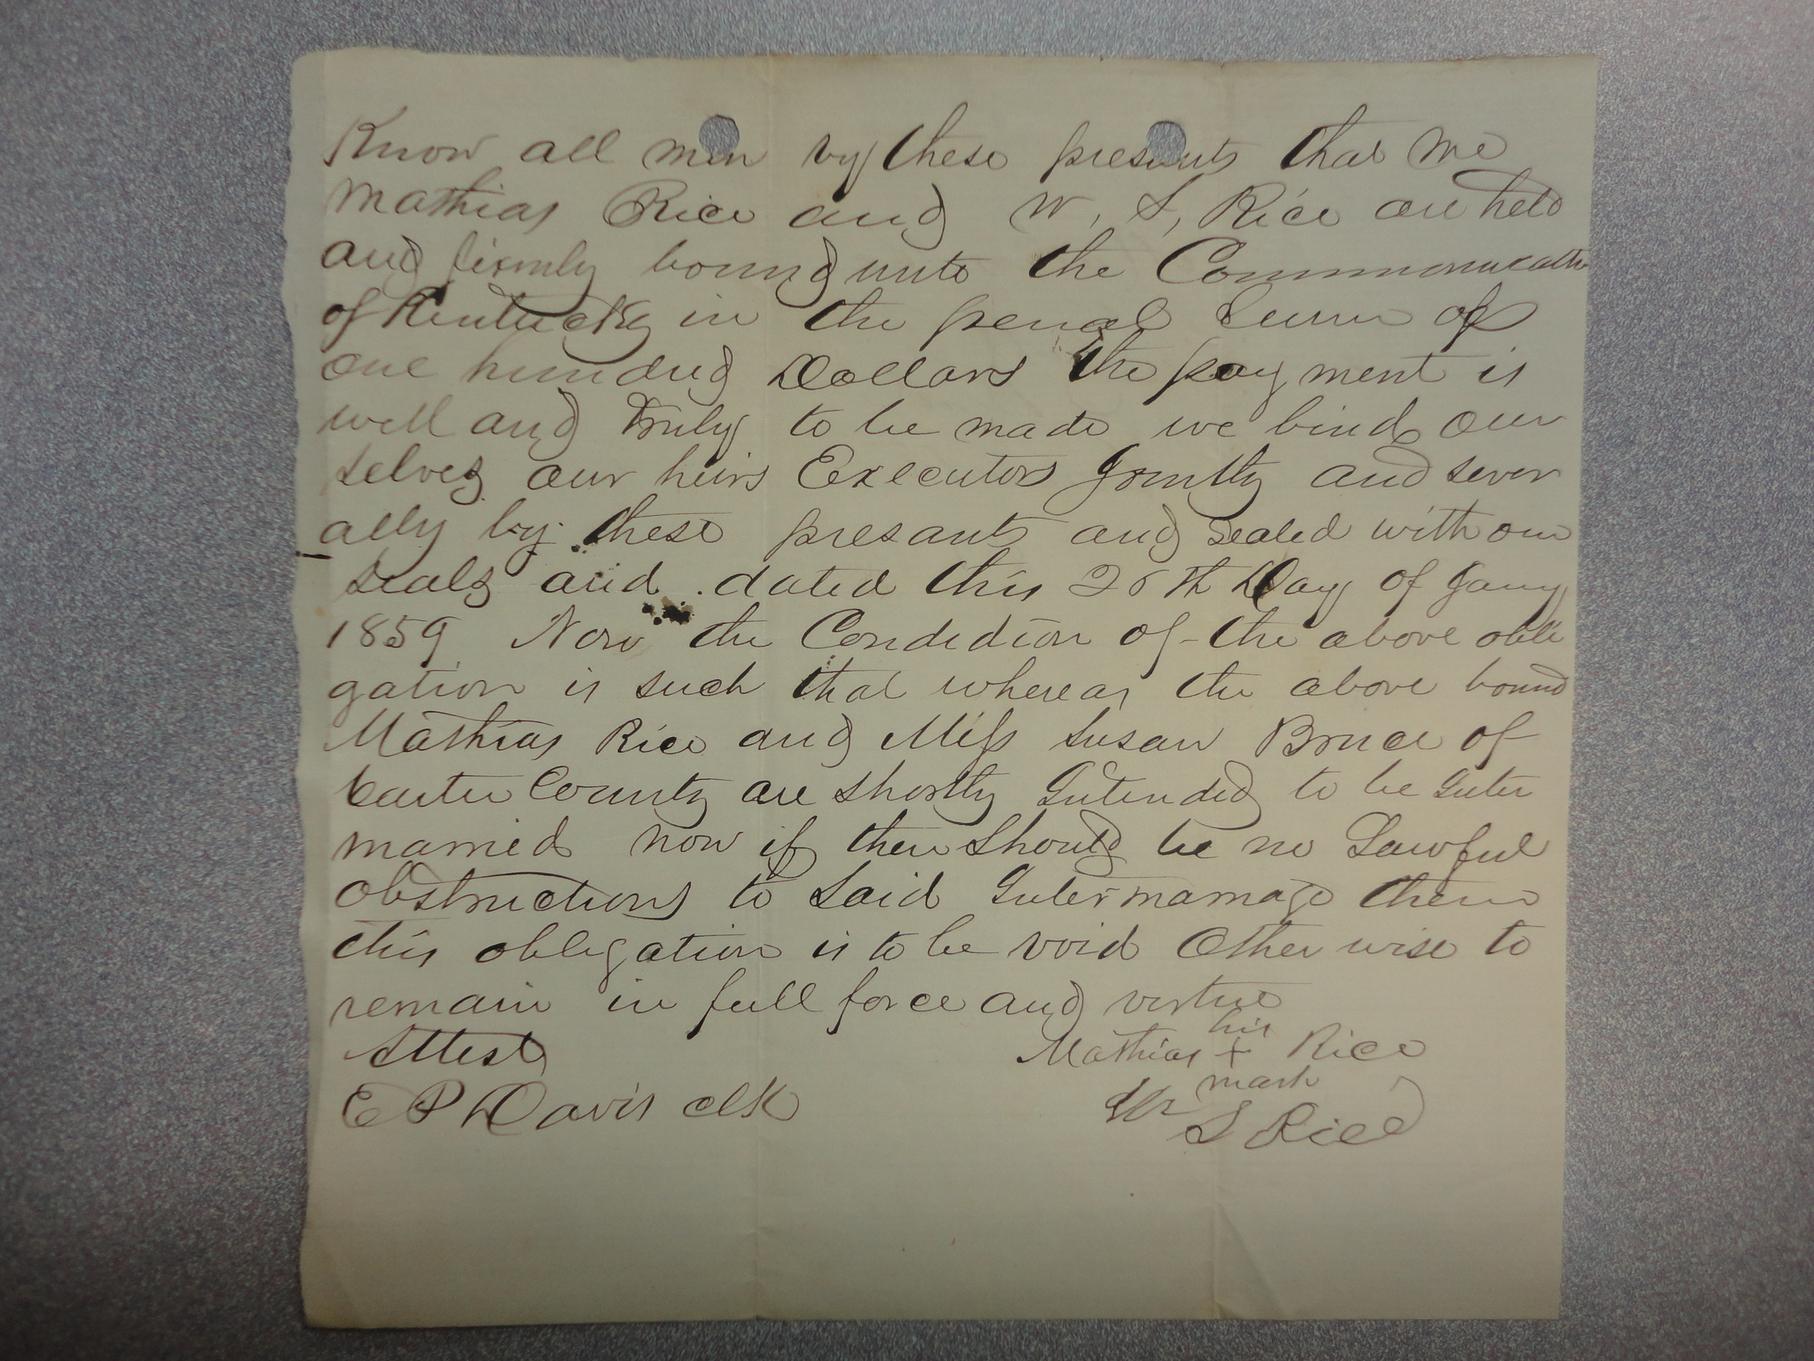 Know all men by these presents that we
Mathias Rice and W. S. Rice are held
and firmly bound unto the Commonwealth
of Kentucky in the penal Sum of
one hundred Dollars the payment is
well and truly to be made we bind our
selves our heirs Executors Jointly and sever
ally by these presants and sealed with our
seals and dated this Day of Jany
1859 Now the Condidion of the above obli
gation is such that whereas the above bound
Mathias Rice and Miss Susan Bruce of
Carter County are shortly Intended to be Inter
married now if there should be no Lawful
obstructions to said Intermarriage then
this obligation is to be void Other wise to
remain in full force and virtue
Attest
his
Mathias + Rice
mark
E P Davis clk
Wm S Rice